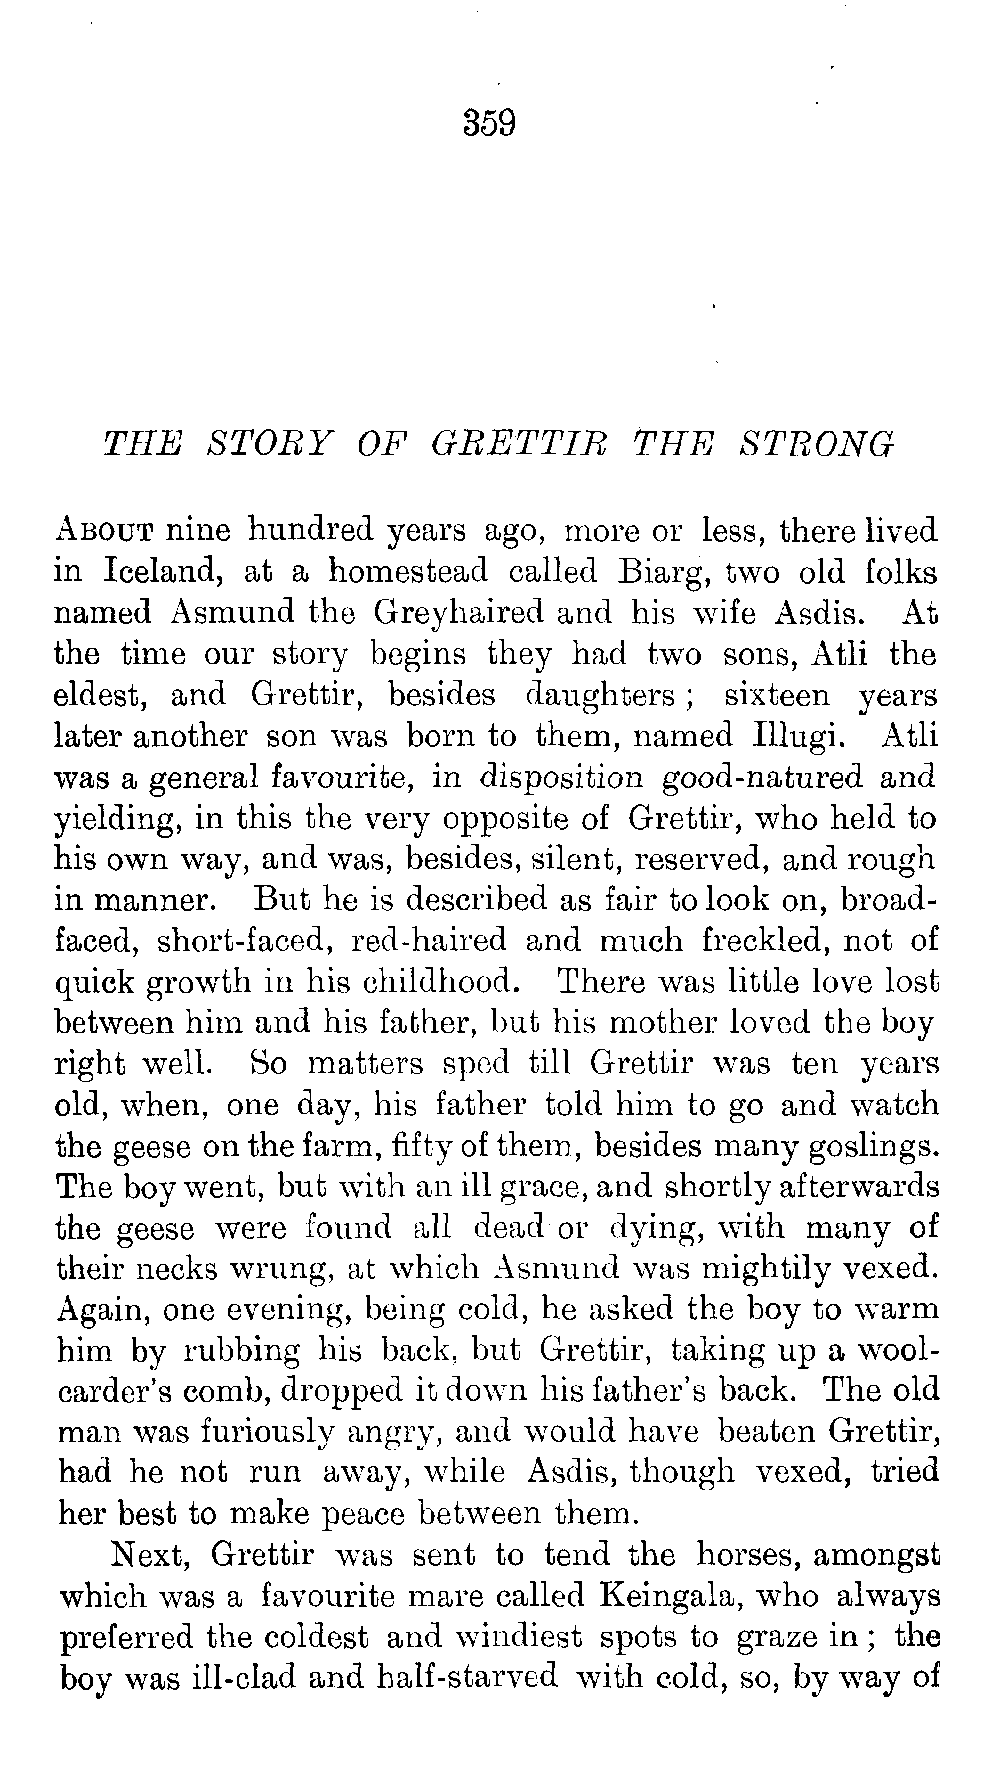 359
THE STORY OF GRETTIR THE STRONG
ABOUT nine hundred years ago, more or less, there lived
in Iceland, at a homestead called Biarg, two old folks
named Asmund the Greyhaired and his wife Asdis. At
the time our story begins they had two sons, Atli the
eldest, and Grettir, besides daughters ; sixteen years
later another son was born to them, named Illugi. Atli
was a general favourite, in disposition good-natured and
yielding, in this the very opposite of Grettir, who held to
his own way, and was, besides, silent, reserved, and rough
in manner. But he is described as fair to look on, broad-
faced, short-faced, red-haired and much freckled, not of
quick growth in his childhood. There was little love lost
between him and his father, but his mother loved the boy
right well. So matters sped till Grettir was ten years
old, when, one day, his father told him to go and watch
the geese on the farm, fifty of them, besides many goslings.
The boy went, but with an ill grace, and shortly afterwards
the geese were found all dead or dying, with many of
their necks wrung, at which Asmund was mightily vexed.
Again, one evening, being cold, he asked the boy to warm
him by rubbing his back, but Grettir, taking up a wool-
carder's comb, dropped it down his father's back. The old
man was furiously angry, and would have beaten Grettir,
had he not run away, while Asdis, though vexed, tried
her best to make peace between them.
Next, Grettir was sent to tend the horses, amongst
which was a favourite mare called Keingala, who always
preferred the coldest and windiest spots to graze in ; the
boy was ill-clad and half-starved with cold, so, by way of